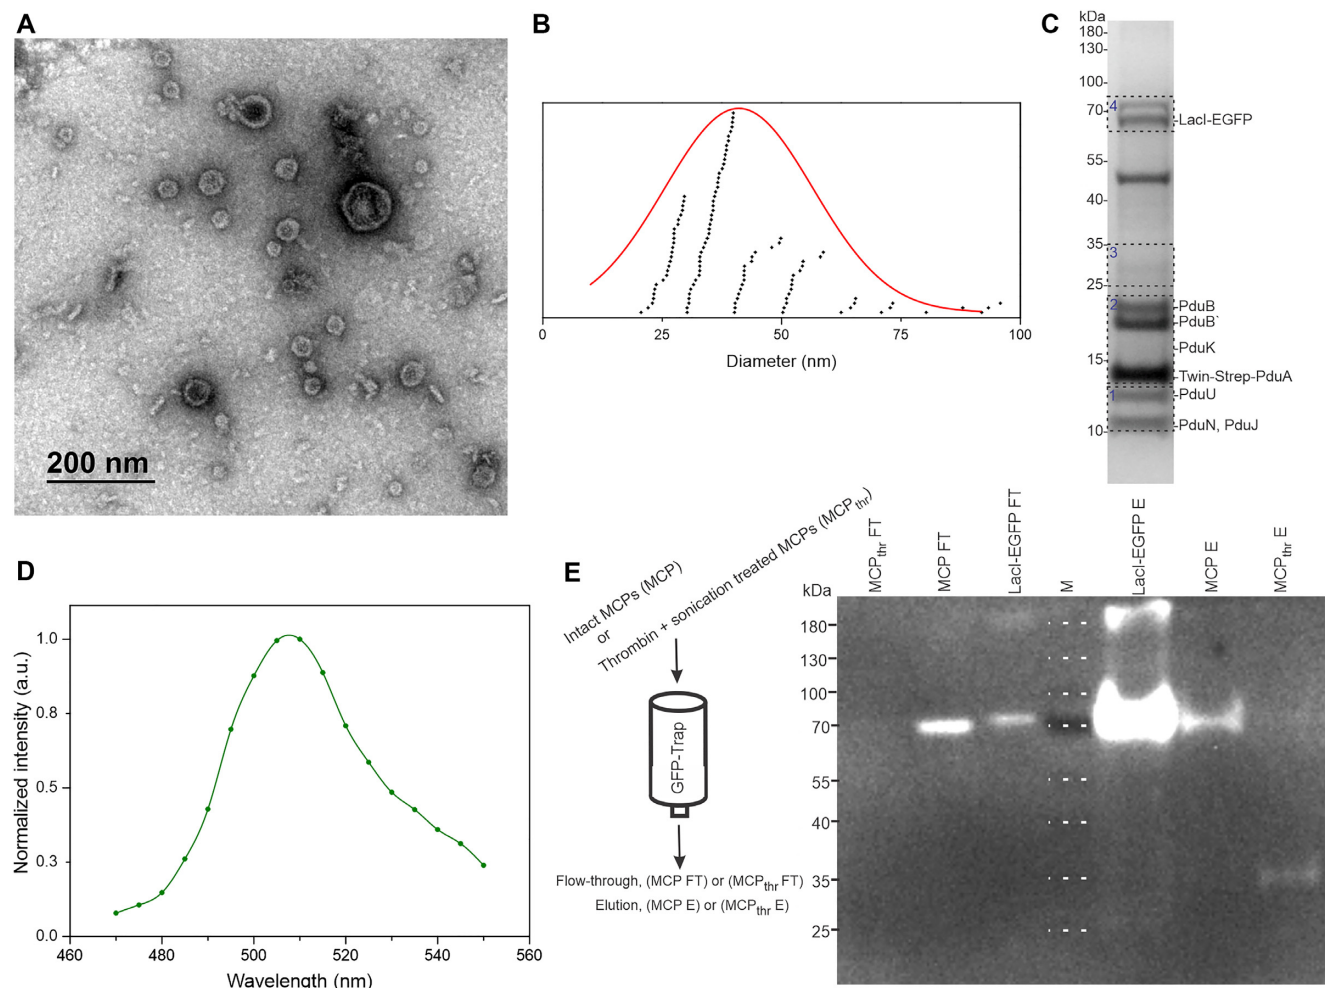 A
200 nm
B
0
25
50
75
100
Diameter (nm)
C
kDa
180
130
100
70
55
40
35
25
15
10
4
3
2
1
LacI-EGFP
PduB
PduB`
PduK
Twin-Strep-PduA
PduU
PduN, PduJ
D
Normalized intensity (a.u.)
1.0
0.8
0.5
0.3
0.0
460
480
500
520
540
560
Wavelength (nm)
E
Intact MCPs (MCP)
or
Thrombin + sonication treated MCPs (MCPthr)
GFP-Trap
Flow-through, (MCP FT) or (MCPthr FT)
Elution, (MCP E) or (MCPthr E)
kDa
MCPthr FT
MCP FT
LacI-EGFP FT
M
LacI-EGFP E
MCP E
MCPthr E
180
130
100
70
55
40
35
25